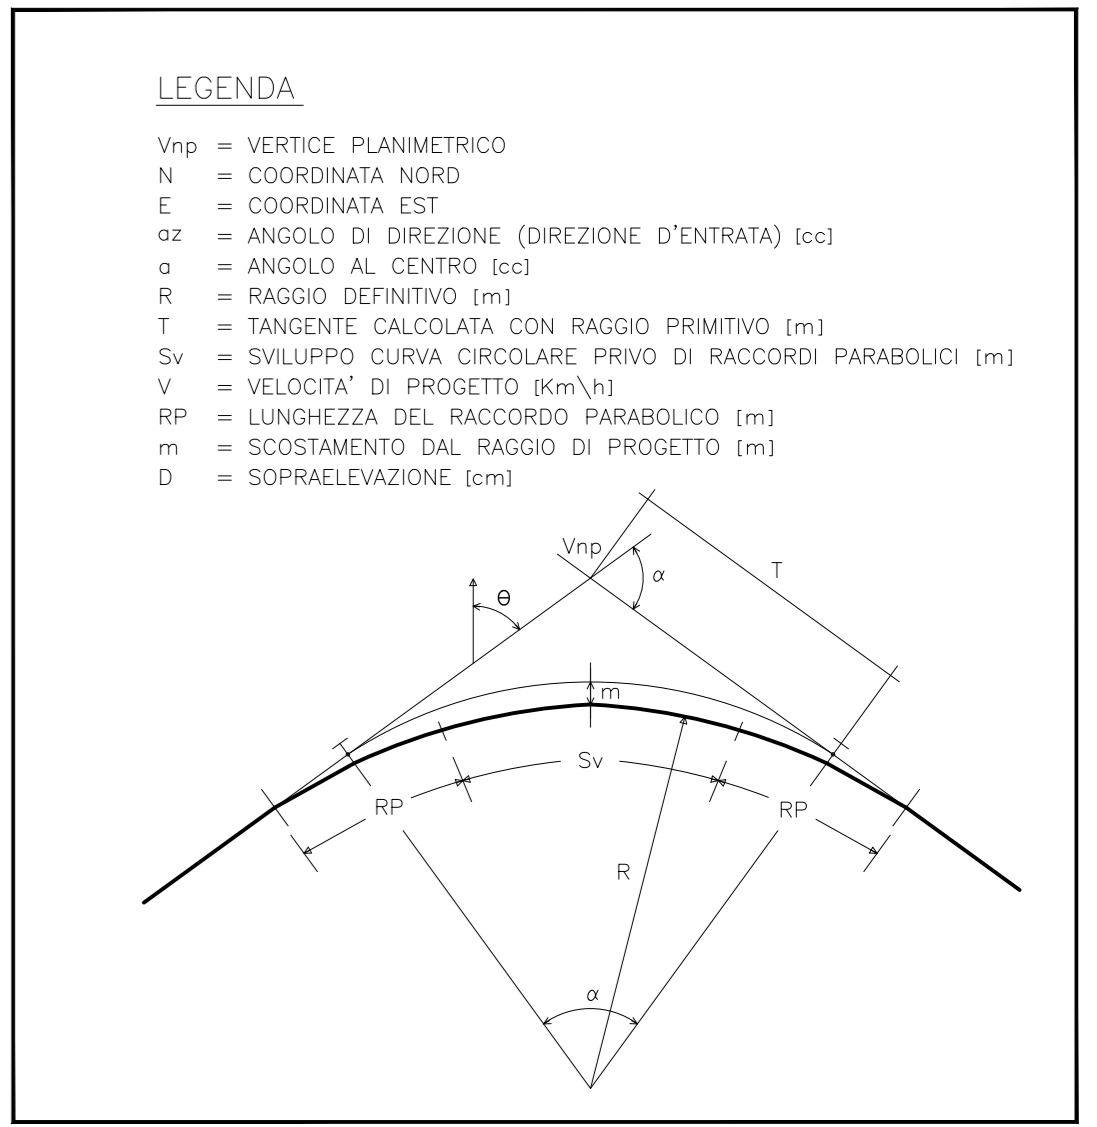 LEGENDA
Vnp = VERTICE PLANIMETRICO
N = COORDINATA NORD
E = COORDINATA EST
az = ANGOLO DI DIREZIONE (DIREZIONE D'ENTRATA) [cc]
a = ANGOLO AL CENTRO [cc]
R = RAGGIO DEFINITIVO [m]
T = TANGENTE CALCOLATA CON RAGGIO PRIMITIVO [m]
Sv = SVILUPPO CURVA CIRCOLARE PRIVO DI RACCORDI PARABOLICI [m]
V = VELOCITA' DI PROGETTO [Km\h]
RP = LUNGHEZZA DEL RACCORDO PARABOLICO [m]
m = SCOSTAMENTO DAL RAGGIO DI PROGETTO [m]
D = SOPRAELEVAZIONE [cm]
Vnp
T
α
θ
m
Sv
RP
RP
R
α